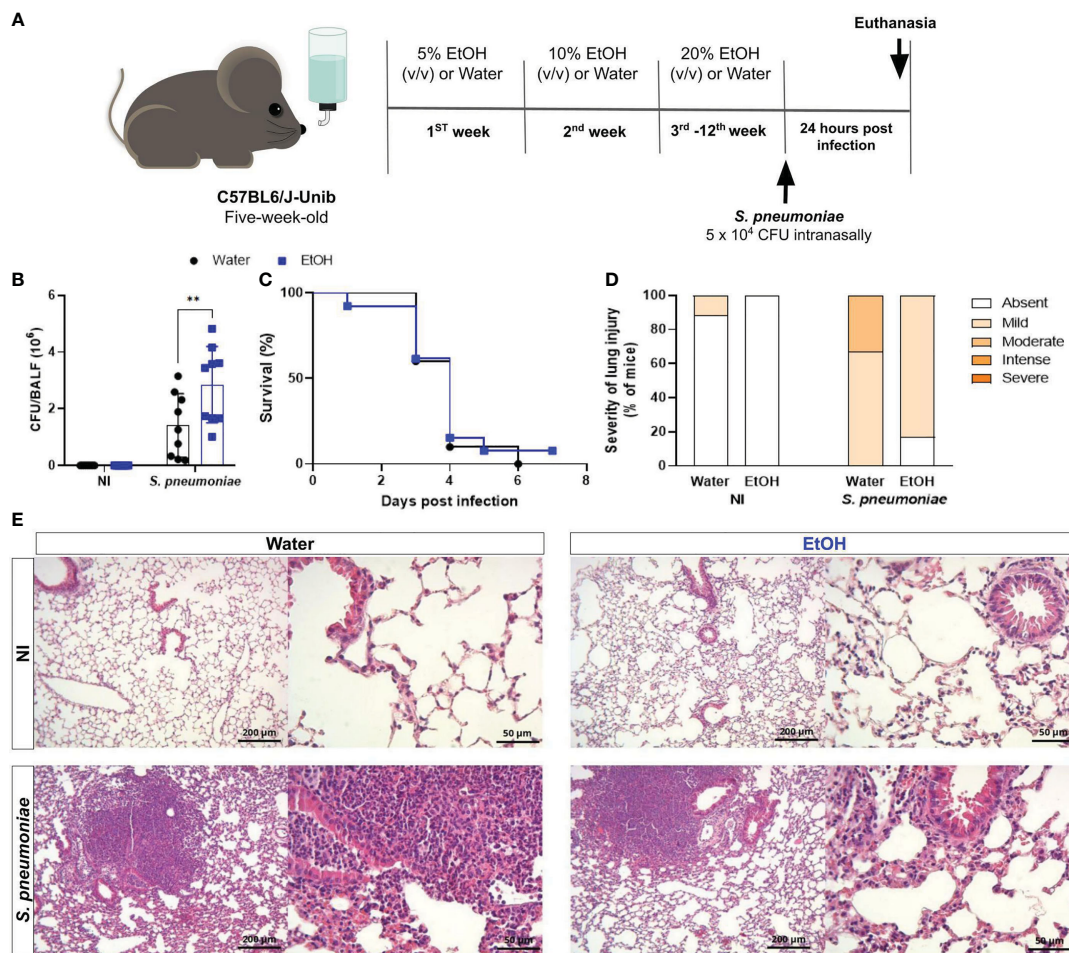 A
Euthanasia
5% EtOH
(v/v) or Water
10% EtOH
(v/v) or Water
20% EtOH
(v/v) or Water
1ST week
2nd week
3rd -12th week
24 hours post
infection
C57BL6/J-Unib
Five-week-old
S. pneumoniae
5 x 10^4 CFU intranasally
Water
EtOH
B
CFU/BALF (10^6)
6
4
2
0
**
NI
S. pneumoniae
C
Survival (%)
100
50
0
0
2
4
6
8
Days post infection
D
Severity of lung injury
(% of mice)
100
80
60
40
20
0
Water
EtOH
Water
EtOH
NI
S. pneumoniae
Absent
Mild
Moderate
Intense
Severe
E
Water
EtOH
NI
200 µm
50 µm
200 µm
50 µm
S. pneumoniae
200 µm
50 µm
200 µm
50 µm